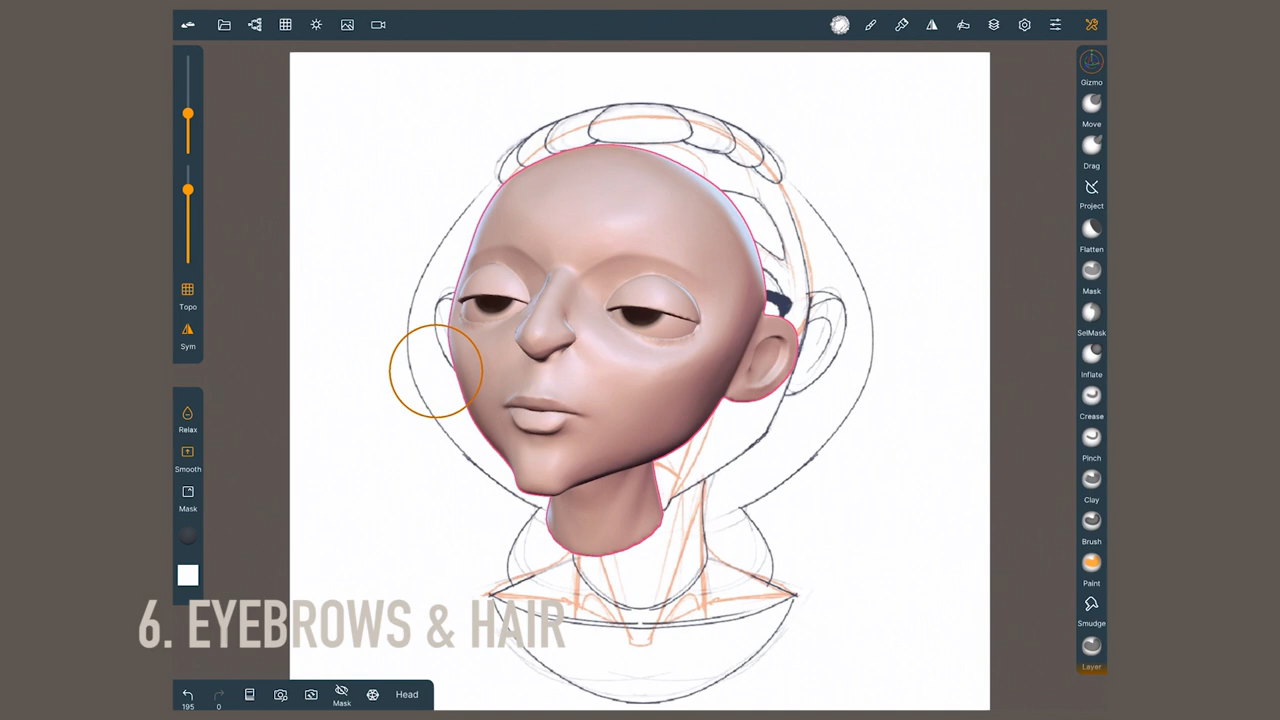 Topo
Sym
Relax
Smooth
Mask
Gizmo
Move
Drag
Project
Flatten
Mask
SelMask
Inflate
Crease
Pinch
Clay
Brush
Paint
Smudge
Layer
6. EYEBROWS & HAIR
195
0
Mask
Head